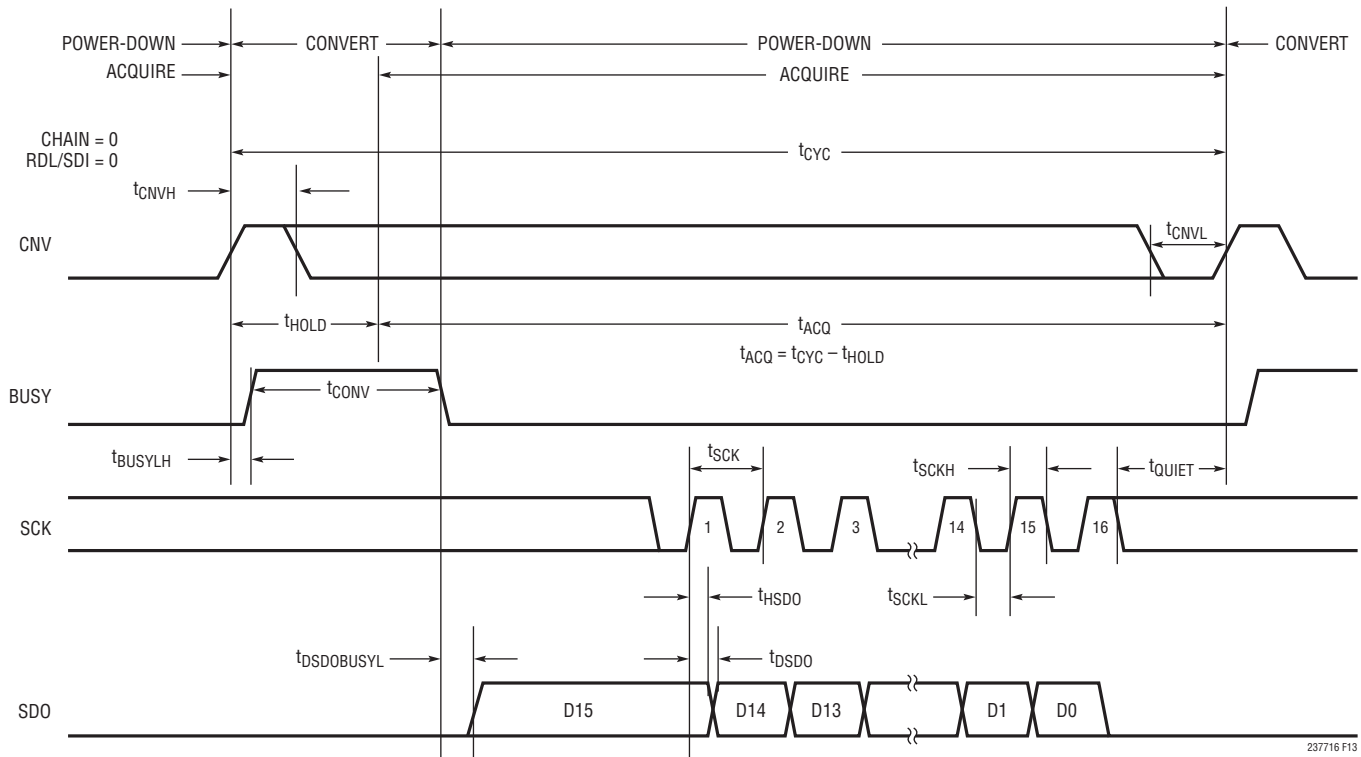 POWER-DOWN CONVERT POWER-DOWN CONVERT
ACQUIRE ACQUIRE
CHAIN = 0
RDL/SDI = 0
tCYC
tCNVH
CNV
tCNVL
tHOLD tACQ
tACQ = tCYC – tHOLD
BUSY
tCONV
tBUSYLH
tSCK tSCKH tQUIET
SCK
1 2 3 14 15 16
tHSDO tSCKL
tDSDOBUSYL tDSDO
SDO
D15 D14 D13 D1 D0
237716 F13